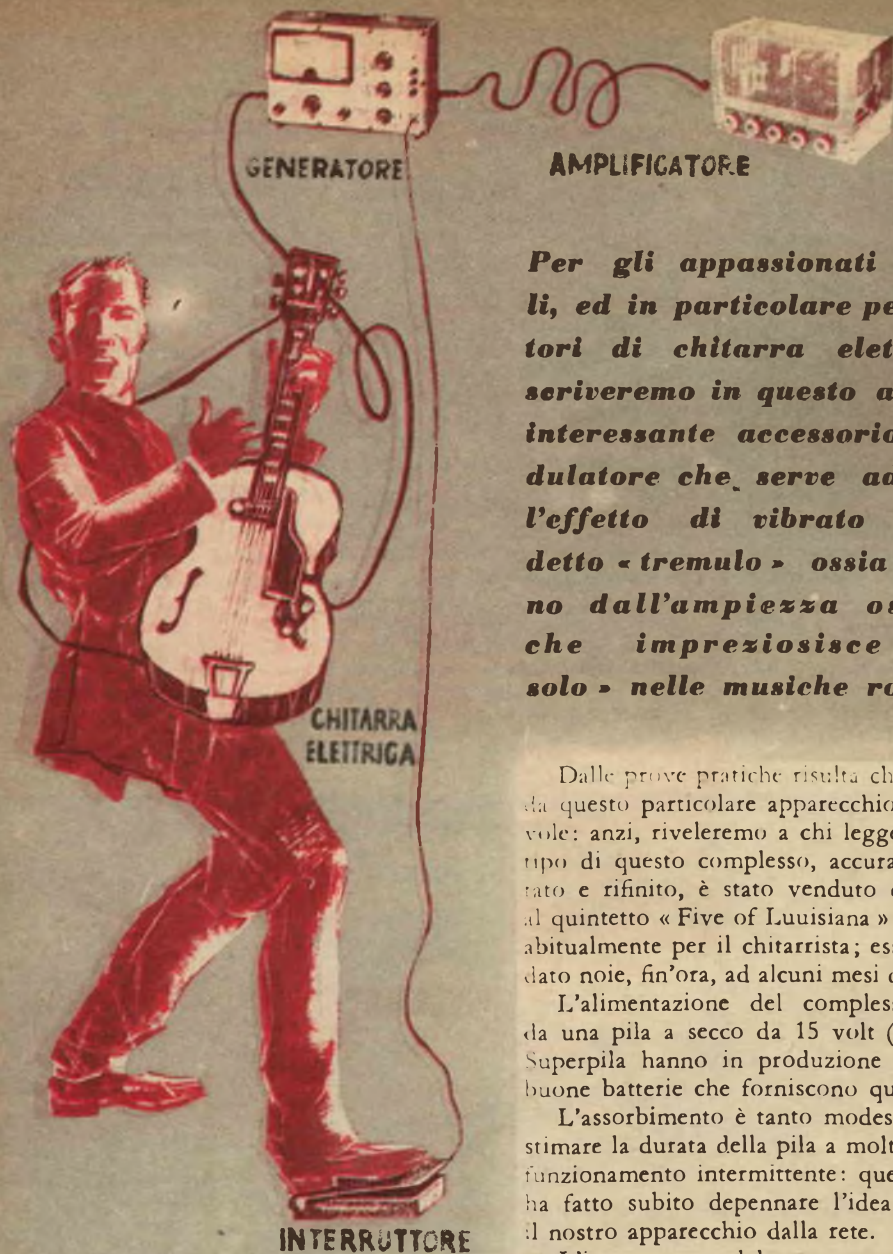 GENERATORE
AMPLIFICATORE
Per gli appassionati
li, ed in particolare pe
tori di chitarra elet
scriveremo in questo a
interessante accessorio
dulatore che serve ad
l'effetto di vibrato
detto « tremulo » ossia
no dall'ampiezza os
che impreziosisce
solo » nelle musiche ro
CHITARRA
ELETTRICA
Dalle prove pratiche risulta ch
da questo particolare apparecchio
vole: anzi, riveleremo a chi legge
tipo di questo complesso, accura
tato e rifinito, è stato venduto
al quintetto « Five of Luuisiana »
abitualmente per il chitarrista; es
dato noie, fin'ora, ad alcuni mesi
L'alimentazione del comples
da una pila a secco da 15 volt (
Superpila hanno in produzione
buone batterie che forniscono qu
L'assorbimento è tanto modes
stimare la durata della pila a molt
funzionamento intermittente: que
ha fatto subito depennare l'idea
il nostro apparecchio dalla rete.
INTERRUTTORE